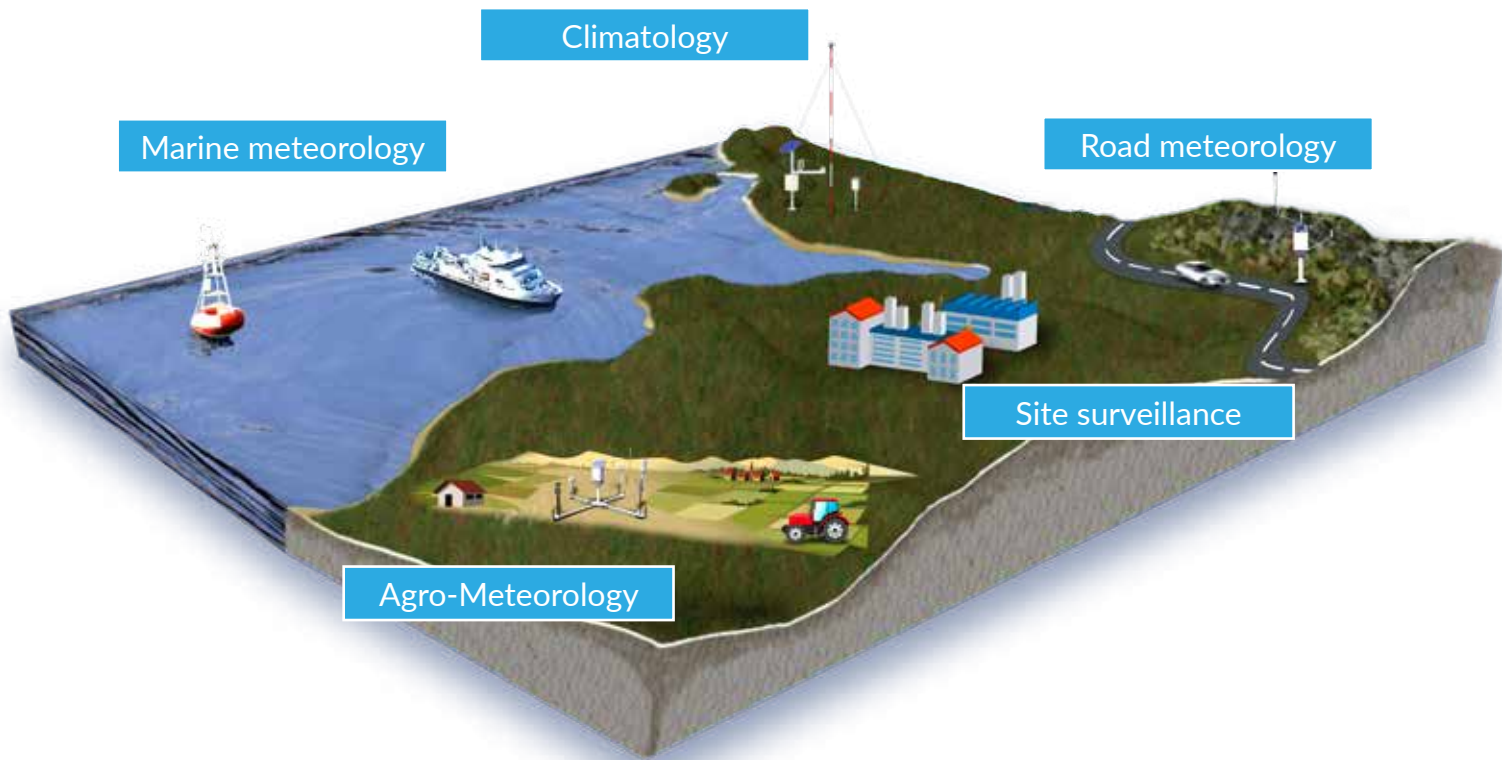 Climatology
Marine meteorology
Road meteorology
Site surveillance
Agro-Meteorology